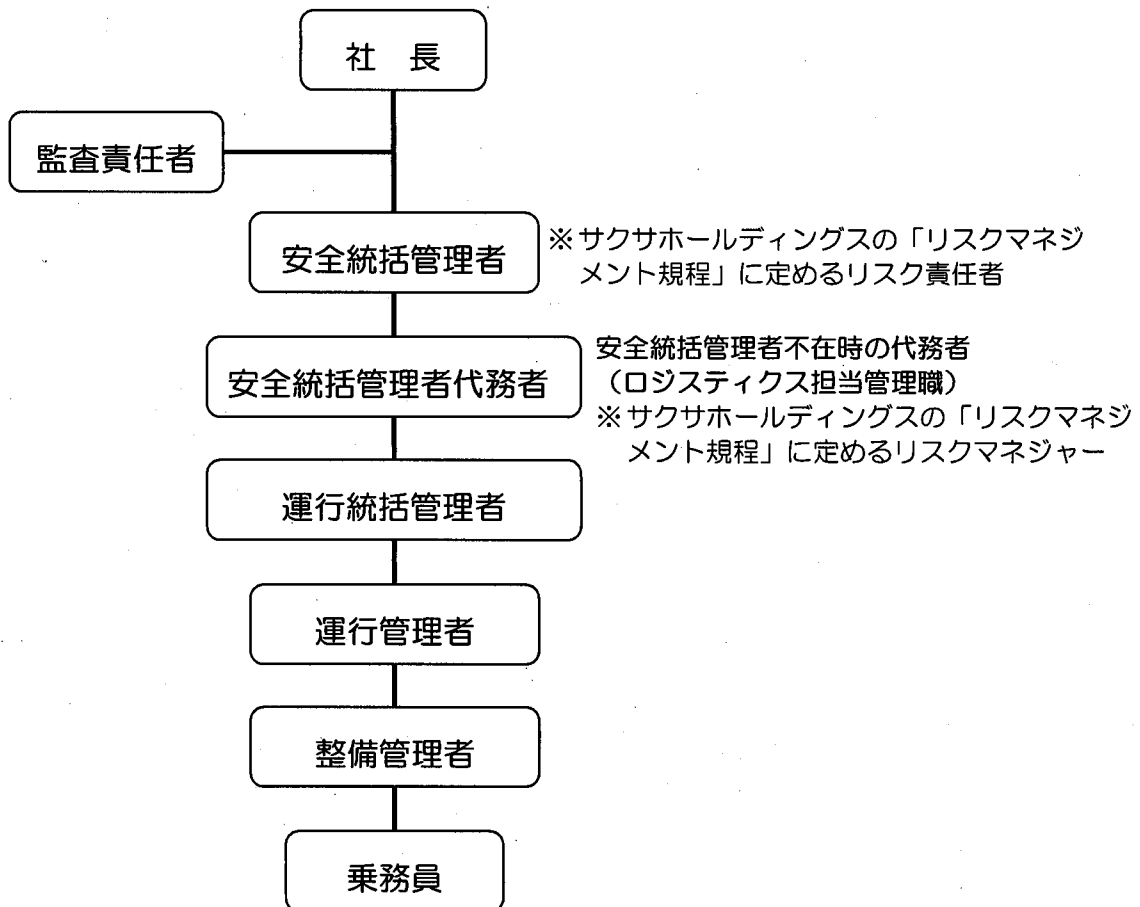 社　長
監査責任者
安全統括管理者
※サクサホールディングスの「リスクマネジ
メント規程」に定めるリスク責任者
安全統括管理者代務者
安全統括管理者不在時の代務者
（ロジスティクス担当管理職）
※サクサホールディングスの「リスクマネジ
メント規程」に定めるリスクマネジャー
運行統括管理者
運行管理者
整備管理者
乗務員